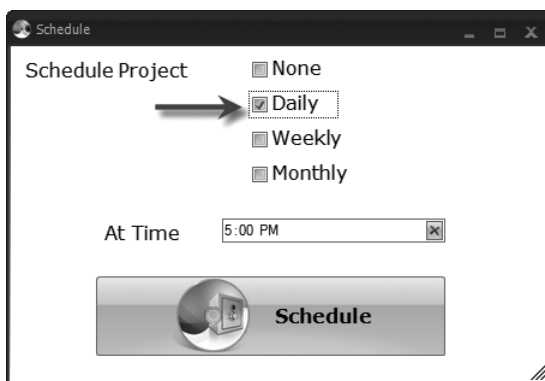 Schedule
Schedule Project
None
Daily
Weekly
Monthly
At Time
5:00 PM
Schedule